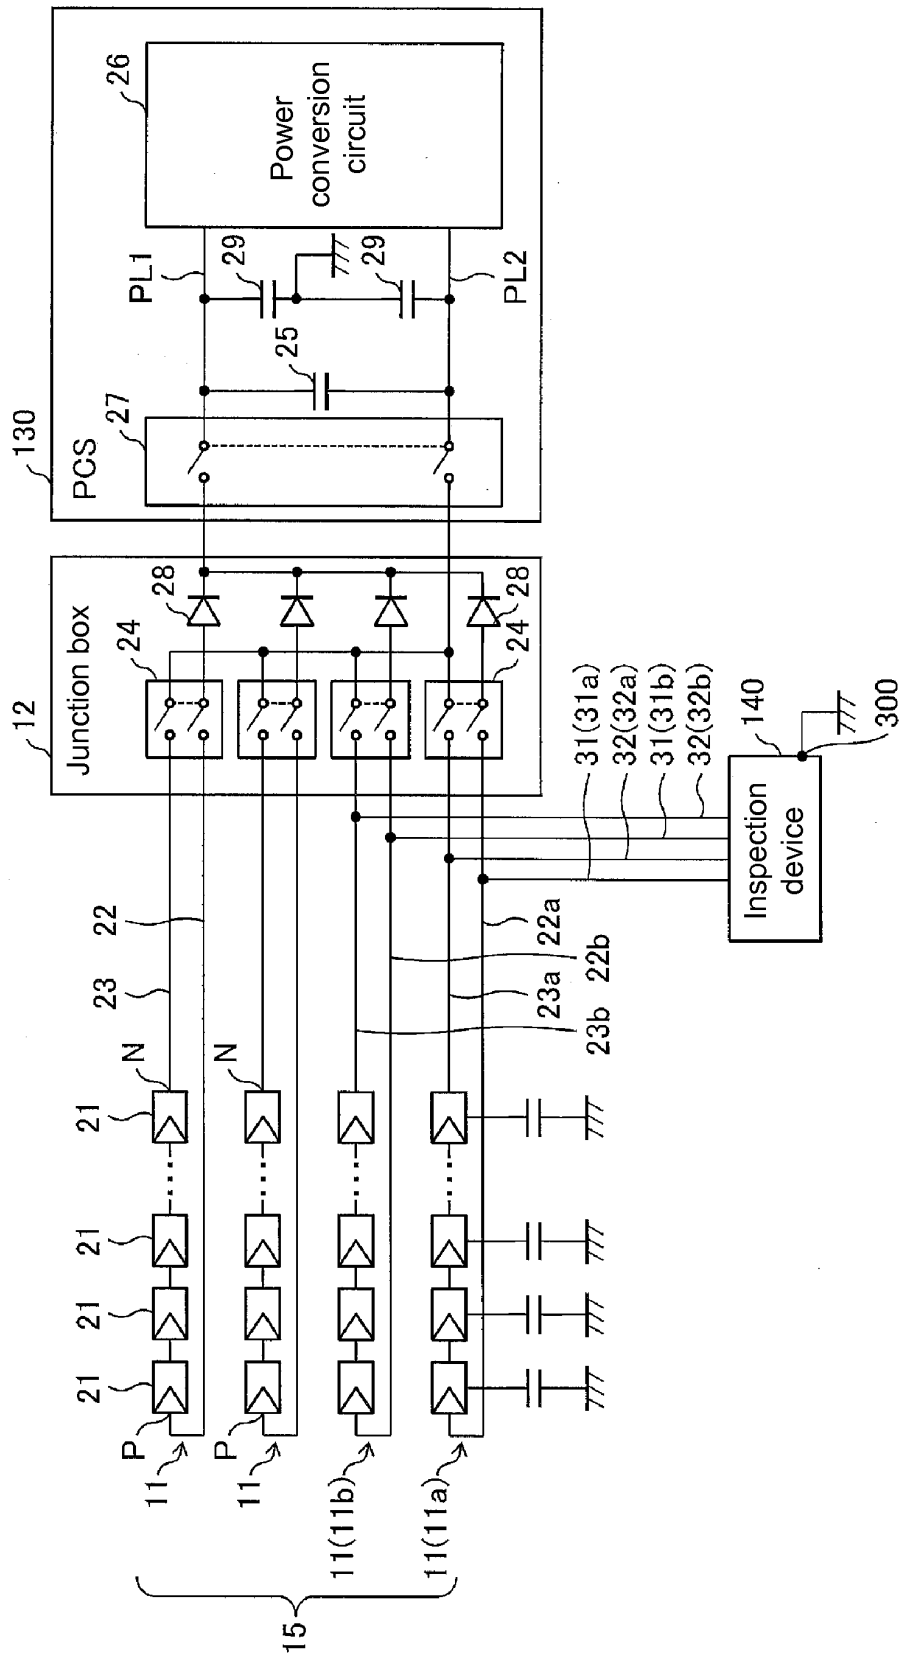 130
PCS
26
Power
conversion
circuit
PL1
29
29
PL2
25
27
12
Junction box
24
28
28
24
31(31a)
32(32a)
31(31b)
32(32b)
140
300
Inspection
device
23
22
22a
22b
23a
23b
N
N
21
21
21
21
P
P
11
11
11(11b)
11(11a)
15